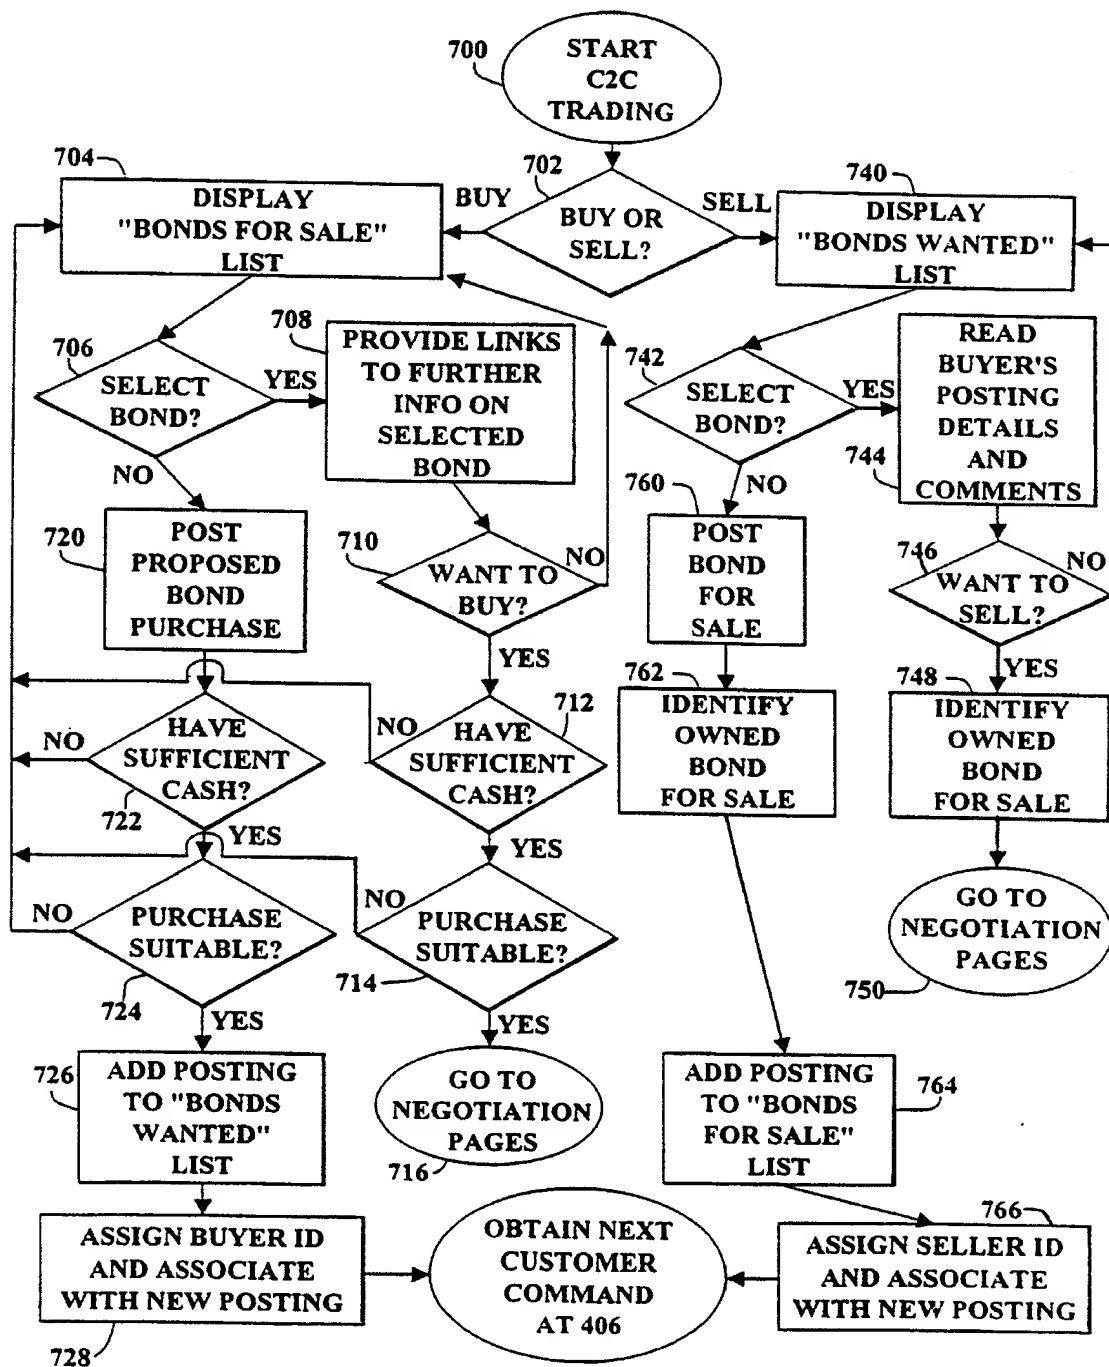 700
START
C2C
TRADING
702
BUY OR
SELL?
BUY
SELL
704
DISPLAY
"BONDS FOR SALE"
LIST
740
DISPLAY
"BONDS WANTED"
LIST
706
SELECT
BOND?
YES
NO
708
PROVIDE LINKS
TO FURTHER
INFO ON
SELECTED
BOND
742
SELECT
BOND?
YES
NO
744
READ
BUYER'S
POSTING
DETAILS
AND
COMMENTS
720
POST
PROPOSED
BOND
PURCHASE
710
WANT TO
BUY?
NO
YES
760
POST
BOND
FOR
SALE
746
WANT TO
SELL?
NO
YES
722
HAVE
SUFFICIENT
CASH?
NO
YES
712
HAVE
SUFFICIENT
CASH?
NO
YES
762
IDENTIFY
OWNED
BOND
FOR SALE
748
IDENTIFY
OWNED
BOND
FOR SALE
724
PURCHASE
SUITABLE?
NO
YES
714
PURCHASE
SUITABLE?
NO
YES
750
GO TO
NEGOTIATION
PAGES
726
ADD POSTING
TO "BONDS
WANTED"
LIST
716
GO TO
NEGOTIATION
PAGES
764
ADD POSTING
TO "BONDS
FOR SALE"
LIST
728
ASSIGN BUYER ID
AND ASSOCIATE
WITH NEW POSTING
OBTAIN NEXT
CUSTOMER
COMMAND
AT 406
766
ASSIGN SELLER ID
AND ASSOCIATE
WITH NEW POSTING